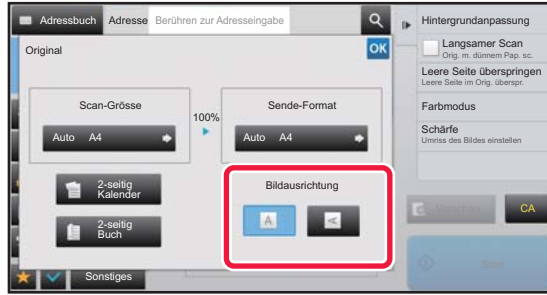 Adressbuch
Adresse
Berühren zur Adresseingabe
Original
OK
Scan-Grösse
100%
Sende-Format
Auto A4
Auto A4
2-seitig
Kalender
2-seitig
Buch
Bildausrichtung
A
A
Sonstiges
Hintergrundanpassung
Langsamer Scan
Orig. m. dünnem Pap. sc.
Leere Seite überspringen
Leere Seite im Orig. überspr.
Farbmodus
Schärfe
Umriss des Bildes einstellen
Vorschau
CA
Start